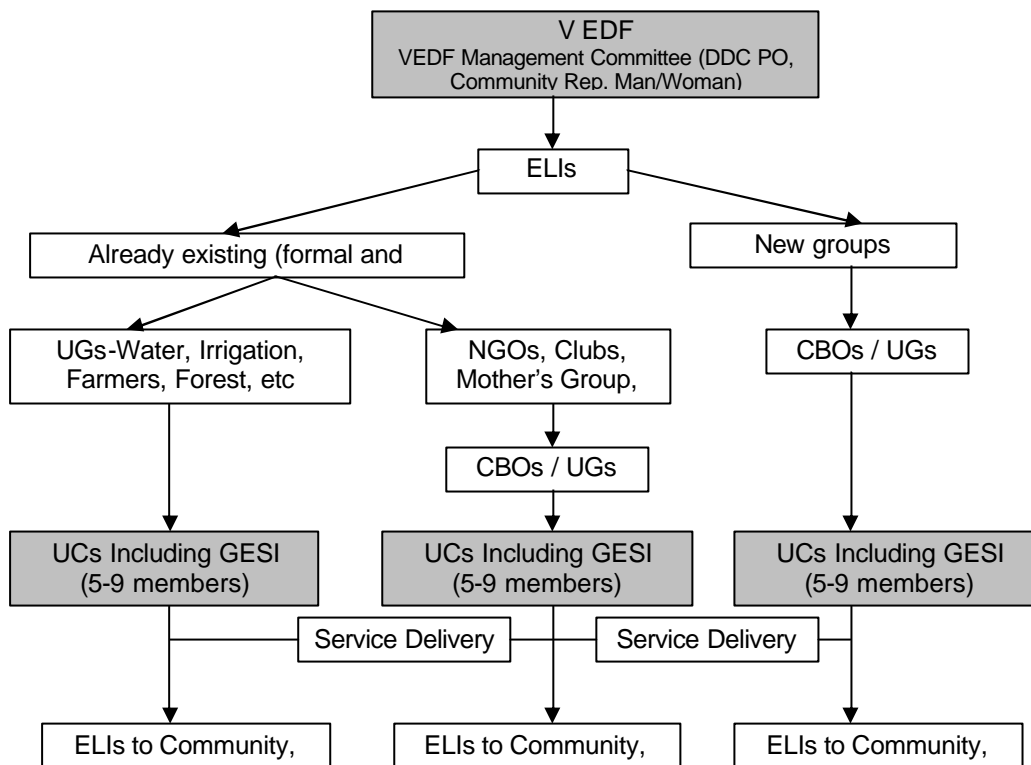 V EDF
VEDF Management Committee (DDC PO,
Community Rep. Man/Woman)
ELIs
Already existing (formal and
New groups
UGs-Water, Irrigation,
Farmers, Forest, etc
NGOs, Clubs,
Mother's Group,
CBOs / UGs
CBOs / UGs
UCs Including GESI
(5-9 members)
UCs Including GESI
(5-9 members)
UCs Including GESI
(5-9 members)
Service Delivery
Service Delivery
ELIs to Community,
ELIs to Community,
ELIs to Community,